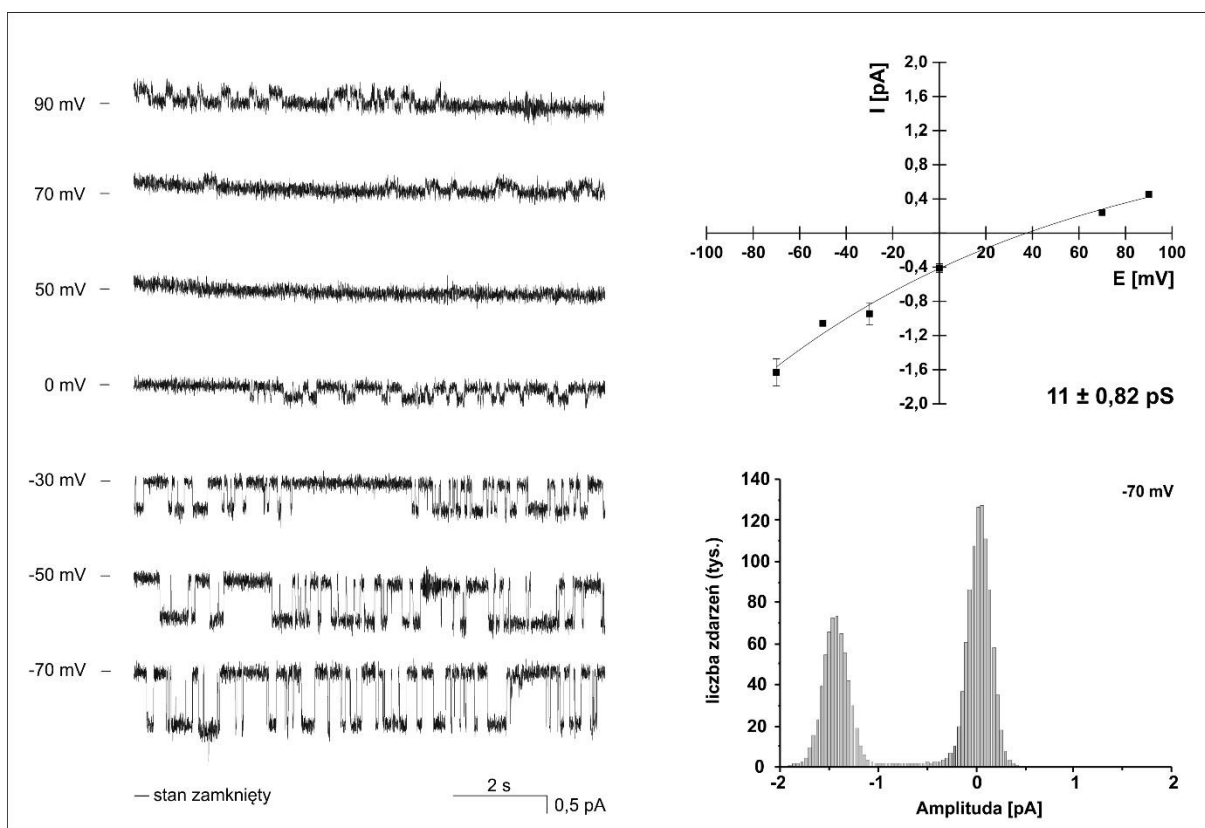 90 mV –
70 mV –
50 mV –
0 mV –
-30 mV –
-50 mV –
-70 mV –
— stan zamknięty
2 s
0,5 pA
I [pA]
2,0
1,6
1,2
0,8
0,4
-0,4
-0,8
-1,2
-1,6
-2,0
-100 -80 -60 -40 -20 0 20 40 60 80 100
E [mV]
11 ± 0,82 pS
-70 mV
liczba zdarzeń (tys.)
140
120
100
80
60
40
20
0
-2 -1 0 1 2
Amplituda [pA]